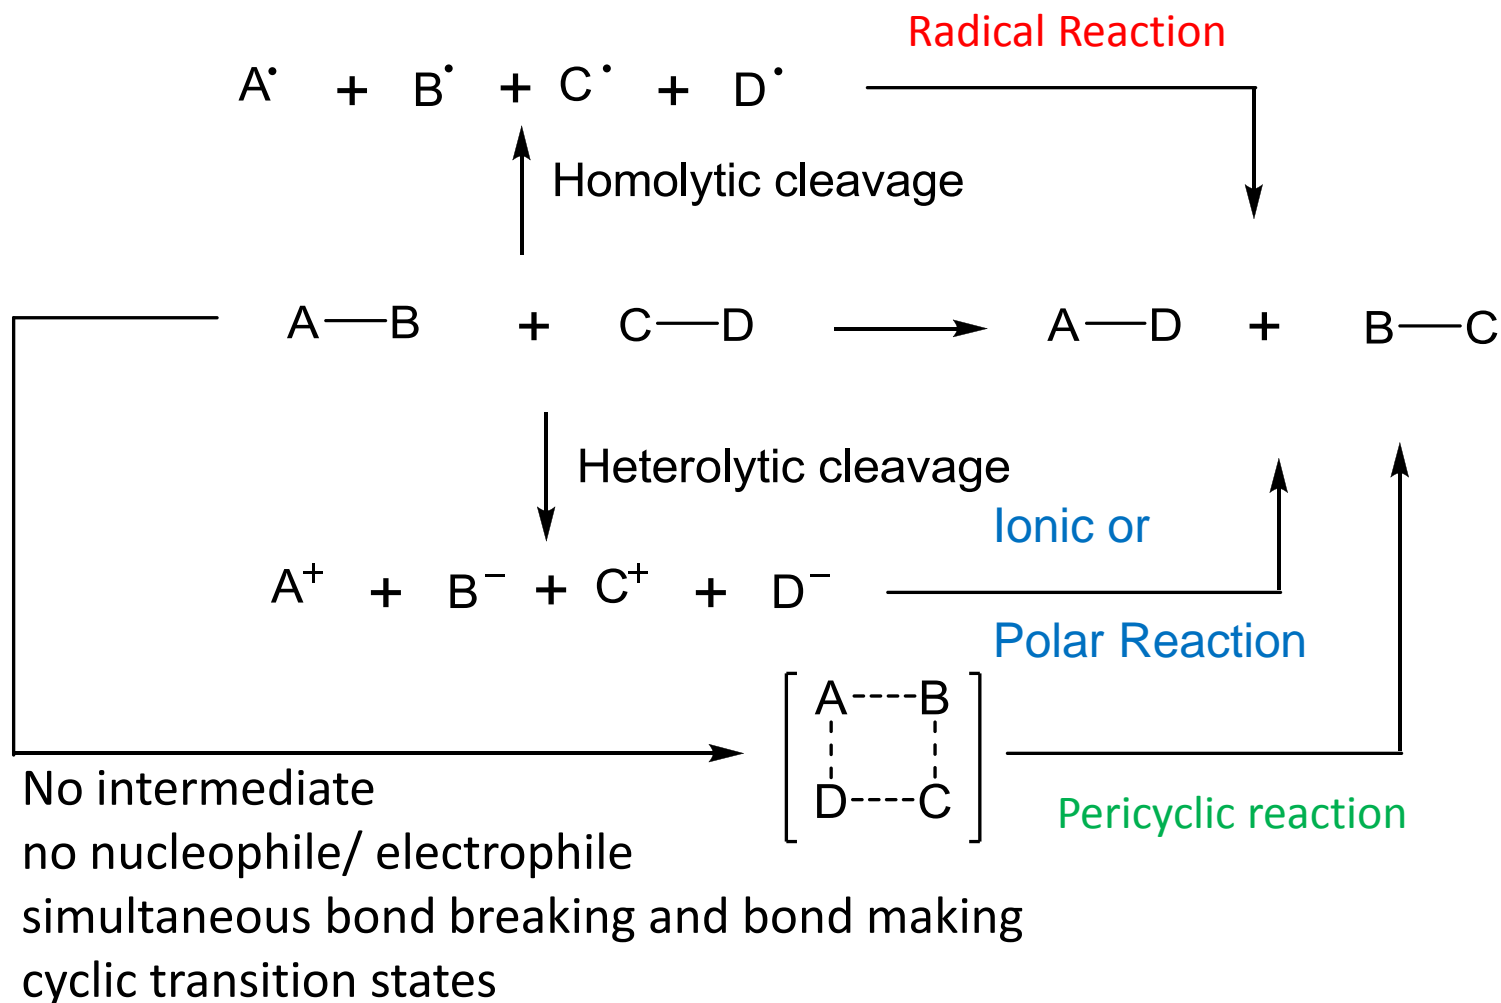 Radical Reaction
A• + B• + C• + D•
Homolytic cleavage
A—B + C—D A—D + B—C
Heterolytic cleavage
Ionic or
A⁺ + B⁻ + C⁺ + D⁻
Polar Reaction
A----B
D----C
Pericyclic reaction
No intermediate
no nucleophile/ electrophile
simultaneous bond breaking and bond making
cyclic transition states